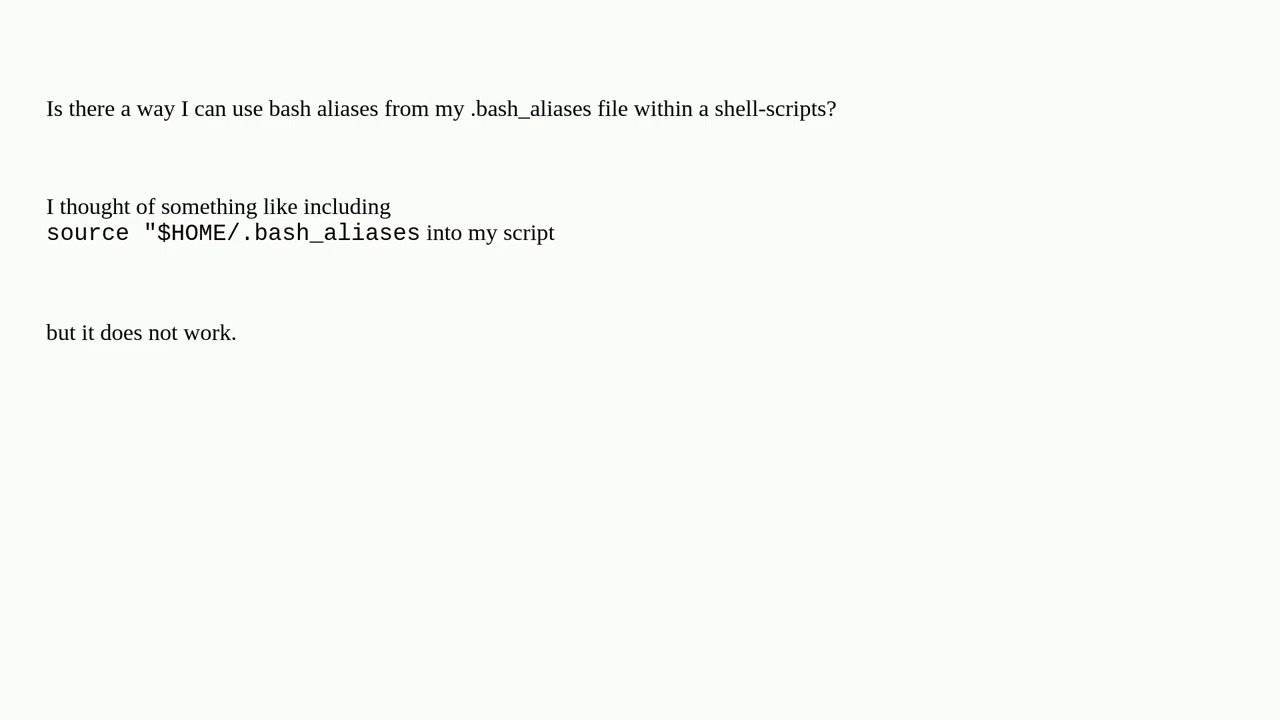 Is there a way I can use bash aliases from my .bash_aliases file within a shell-scripts?
I thought of something like including
source "$HOME/.bash_aliases into my script
but it does not work.